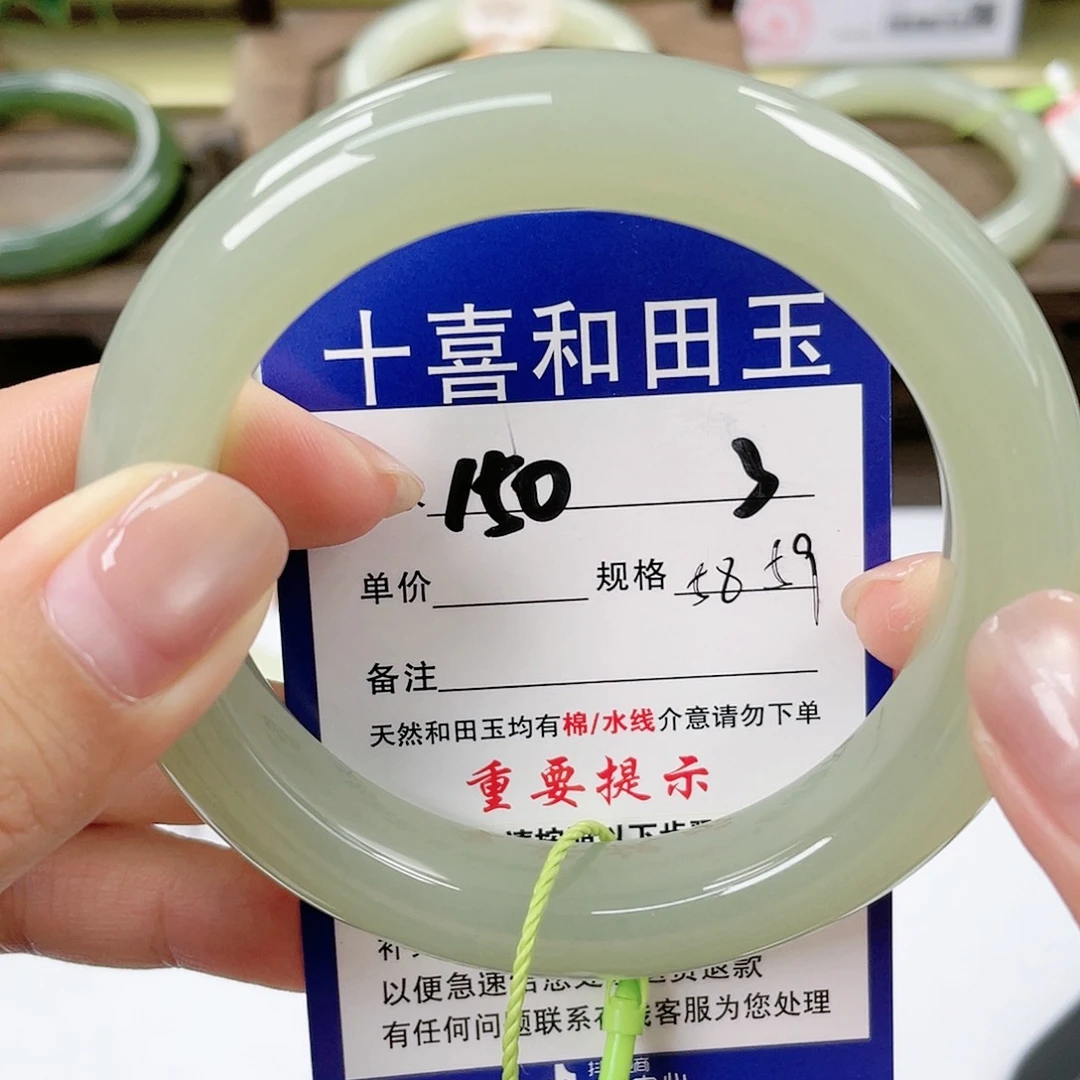 十喜和田玉
150
单价 规格 58 59
备注
天然和田玉均有棉/水线介意请勿下单
重要提示
以便急速 退款
有任何问题联系 客服为您处理